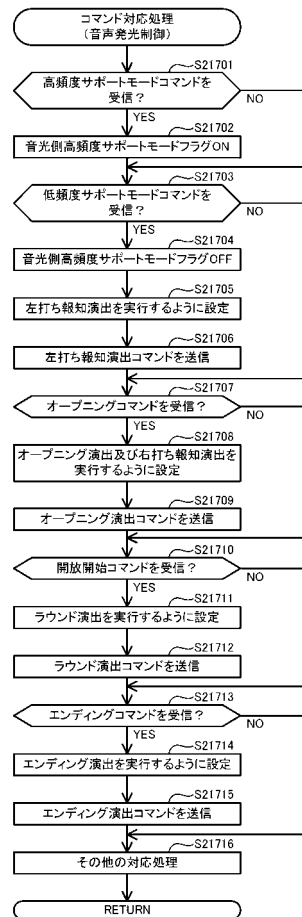 コマンド対応処理
（音声発光制御）
S21701
高頻度サポートモードコマンドを
受信？
NO
YES
S21702
音光側高頻度サポートモードフラグON
S21703
低頻度サポートモードコマンドを
受信？
NO
YES
S21704
音光側高頻度サポートモードフラグOFF
S21705
左打ち報知演出を実行するように設定
S21706
左打ち報知演出コマンドを送信
S21707
オープニングコマンドを受信？
NO
YES
S21708
オープニング演出及び右打ち報知演出を
実行するように設定
S21709
オープニング演出コマンドを送信
S21710
開放開始コマンドを受信？
NO
YES
S21711
ラウンド演出を実行するように設定
S21712
ラウンド演出コマンドを送信
S21713
エンディングコマンドを受信？
NO
YES
S21714
エンディング演出を実行するように設定
S21715
エンディング演出コマンドを送信
S21716
その他の対応処理
RETURN